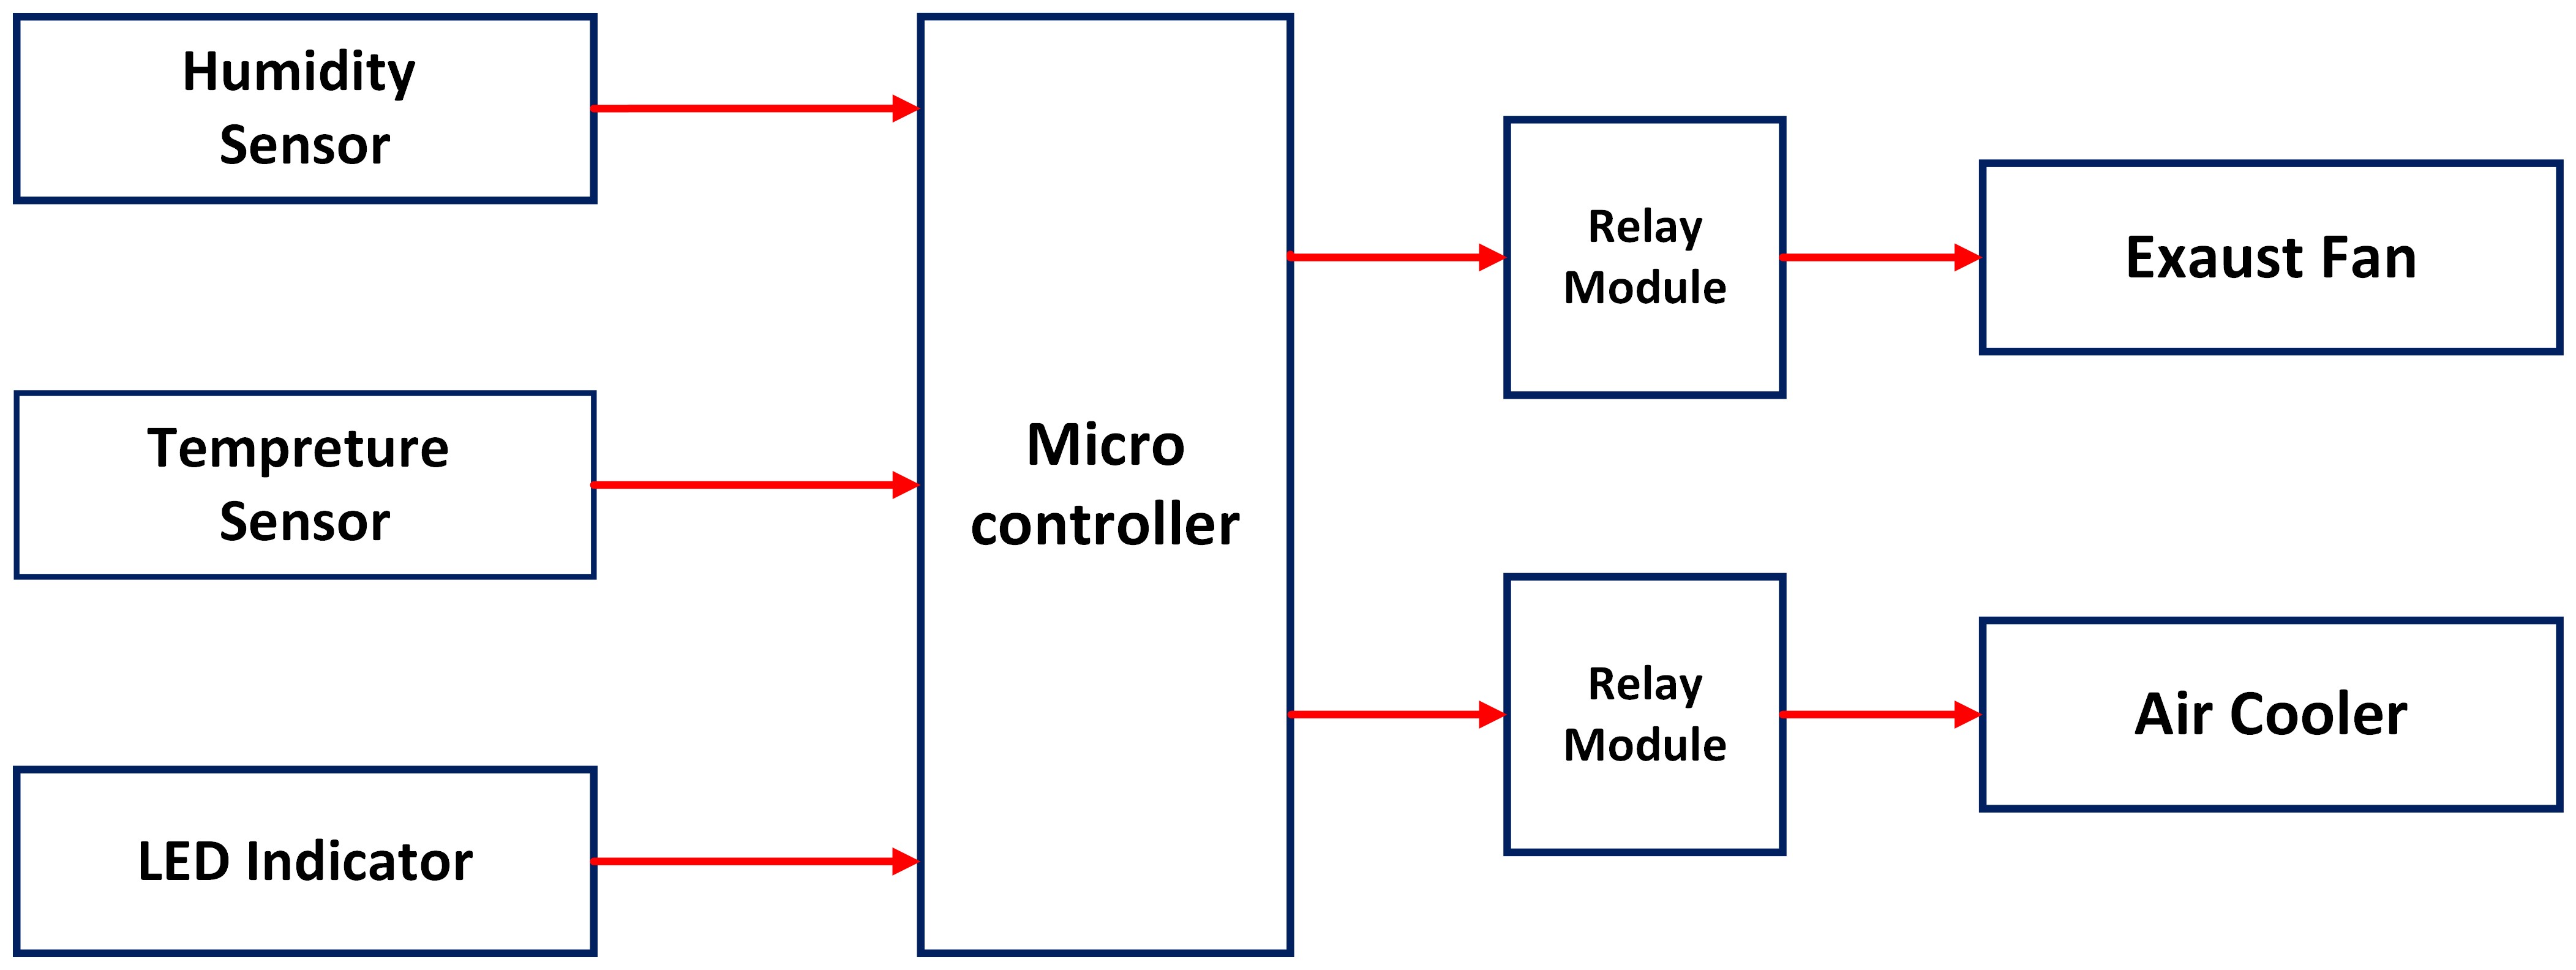 Humidity
Sensor
Tempreture
Sensor
LED Indicator
Micro
controller
Relay
Module
Exaust Fan
Relay
Module
Air Cooler